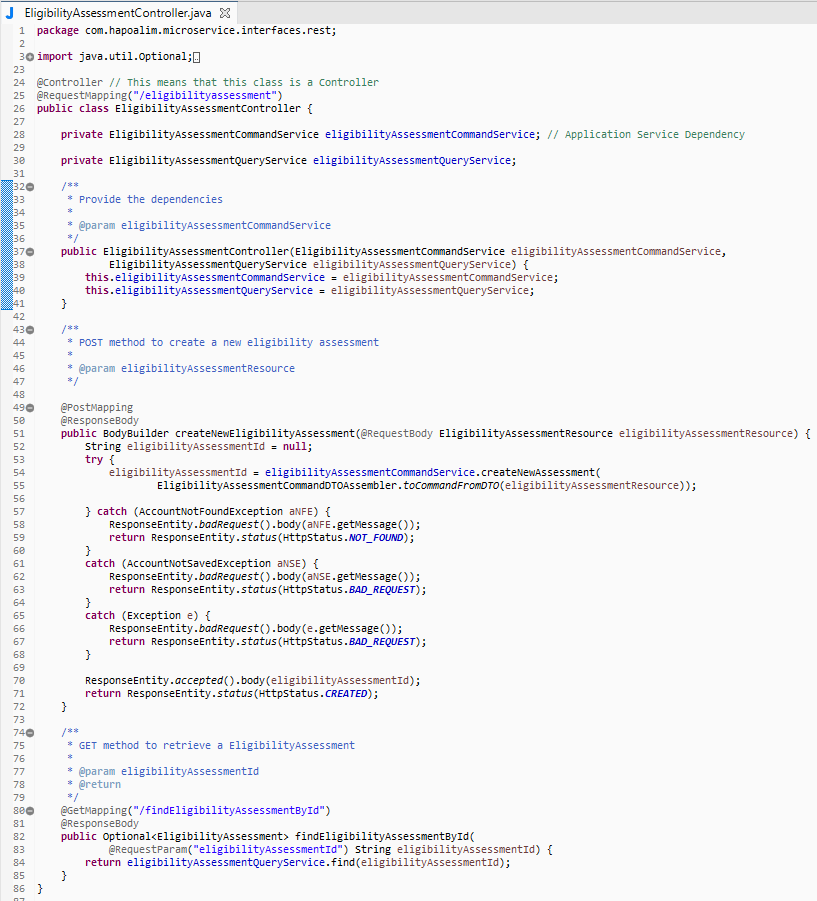 EligibilityAssessmentController.java
1 package com.hapoalim.microservice.interfaces.rest;
2
3 import java.util.Optional;
23
24 @Controller // This means that this class is a Controller
25 @RequestMapping("/eligibilityassessment")
26 public class EligibilityAssessmentController {
27
28 private EligibilityAssessmentCommandService eligibilityAssessmentCommandService; // Application Service Dependency
29
30 private EligibilityAssessmentQueryService eligibilityAssessmentQueryService;
31
32 /**
33 * Provide the dependencies
34 *
35 * @param eligibilityAssessmentCommandService
36 */
37 public EligibilityAssessmentController(EligibilityAssessmentCommandService eligibilityAssessmentCommandService,
38 EligibilityAssessmentQueryService eligibilityAssessmentQueryService) {
39 this.eligibilityAssessmentCommandService = eligibilityAssessmentCommandService;
40 this.eligibilityAssessmentQueryService = eligibilityAssessmentQueryService;
41 }
42
43 /**
44 * POST method to create a new eligibility assessment
45 *
46 * @param eligibilityAssessmentResource
47 */
48
49 @PostMapping
50 @ResponseBody
51 public BodyBuilder createNewEligibilityAssessment(@RequestBody EligibilityAssessmentResource eligibilityAssessmentResource) {
52 String eligibilityAssessmentId = null;
53 try {
54 eligibilityAssessmentId = eligibilityAssessmentCommandService.createNewAssessment(
55 EligibilityAssessmentCommandDTOAssembler.toCommandFromDTO(eligibilityAssessmentResource));
56
57 } catch (AccountNotFoundException aNFE) {
58 ResponseEntity.badRequest().body(aNFE.getMessage());
59 return ResponseEntity.status(HttpStatus.NOT_FOUND);
60 }
61 catch (AccountNotSavedException aNSE) {
62 ResponseEntity.badRequest().body(aNSE.getMessage());
63 return ResponseEntity.status(HttpStatus.BAD_REQUEST);
64 }
65 catch (Exception e) {
66 ResponseEntity.badRequest().body(e.getMessage());
67 return ResponseEntity.status(HttpStatus.BAD_REQUEST);
68 }
69
70 ResponseEntity.accepted().body(eligibilityAssessmentId);
71 return ResponseEntity.status(HttpStatus.CREATED);
72 }
73
74 /**
75 * GET method to retrieve a EligibilityAssessment
76 *
77 * @param eligibilityAssessmentId
78 * @return
79 */
80 @GetMapping("/findEligibilityAssessmentById")
81 @ResponseBody
82 public Optional<EligibilityAssessment> findEligibilityAssessmentById(
83 @RequestParam("eligibilityAssessmentId") String eligibilityAssessmentId) {
84 return eligibilityAssessmentQueryService.find(eligibilityAssessmentId);
85 }
86 }
87